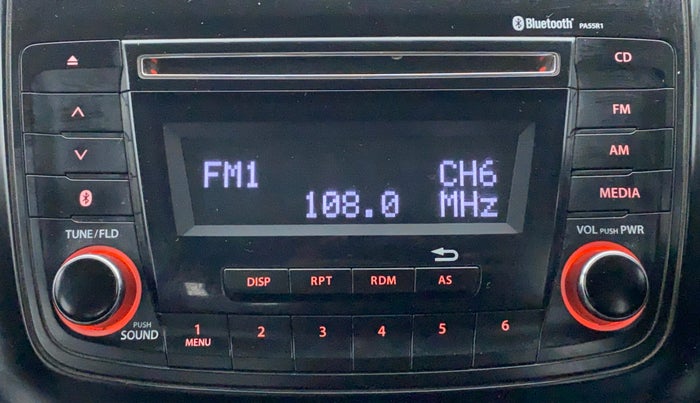 Bluetooth® PA5SR1
CD
FM
AM
MEDIA
FM1 CH6
108.0 MHz
TUNE/FLD
VOL PUSH PWR
DISP RPT RDM AS
PUSH
SOUND
1 2 3 4 5 6
MENU